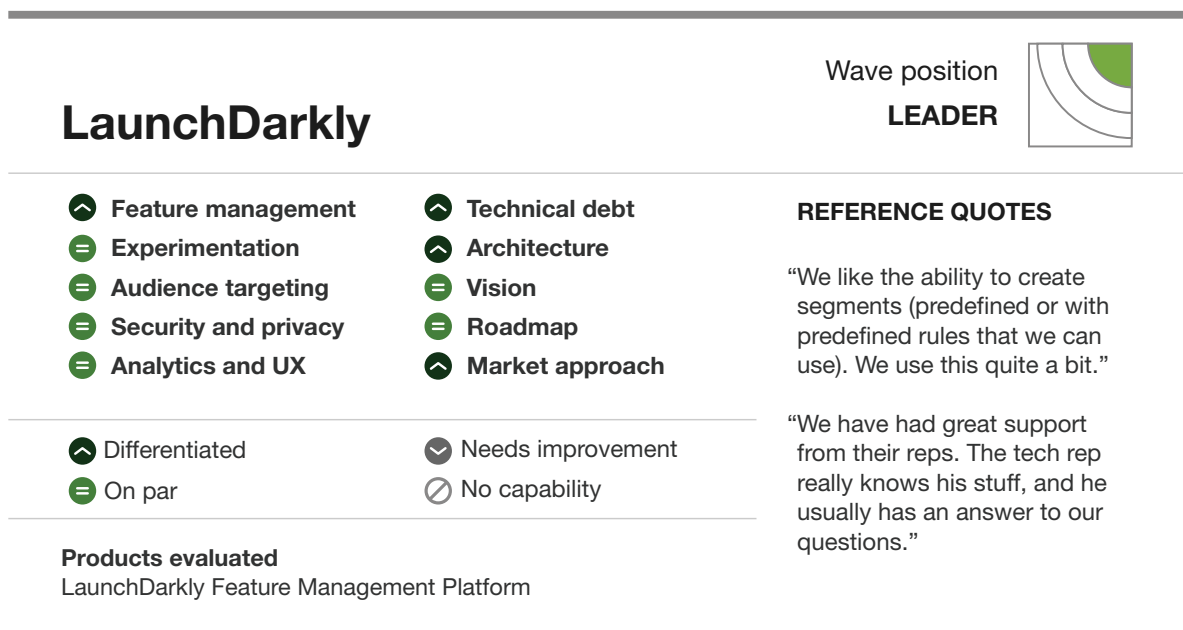 Wave position
LEADER
LaunchDarkly
Feature management
Experimentation
Audience targeting
Security and privacy
Analytics and UX
Technical debt
Architecture
Vision
Roadmap
Market approach
Differentiated
On par
Needs improvement
No capability
Products evaluated
LaunchDarkly Feature Management Platform
REFERENCE QUOTES
“We like the ability to create
segments (predefined or with
predefined rules that we can
use). We use this quite a bit.”
“We have had great support
from their reps. The tech rep
really knows his stuff, and he
usually has an answer to our
questions.”